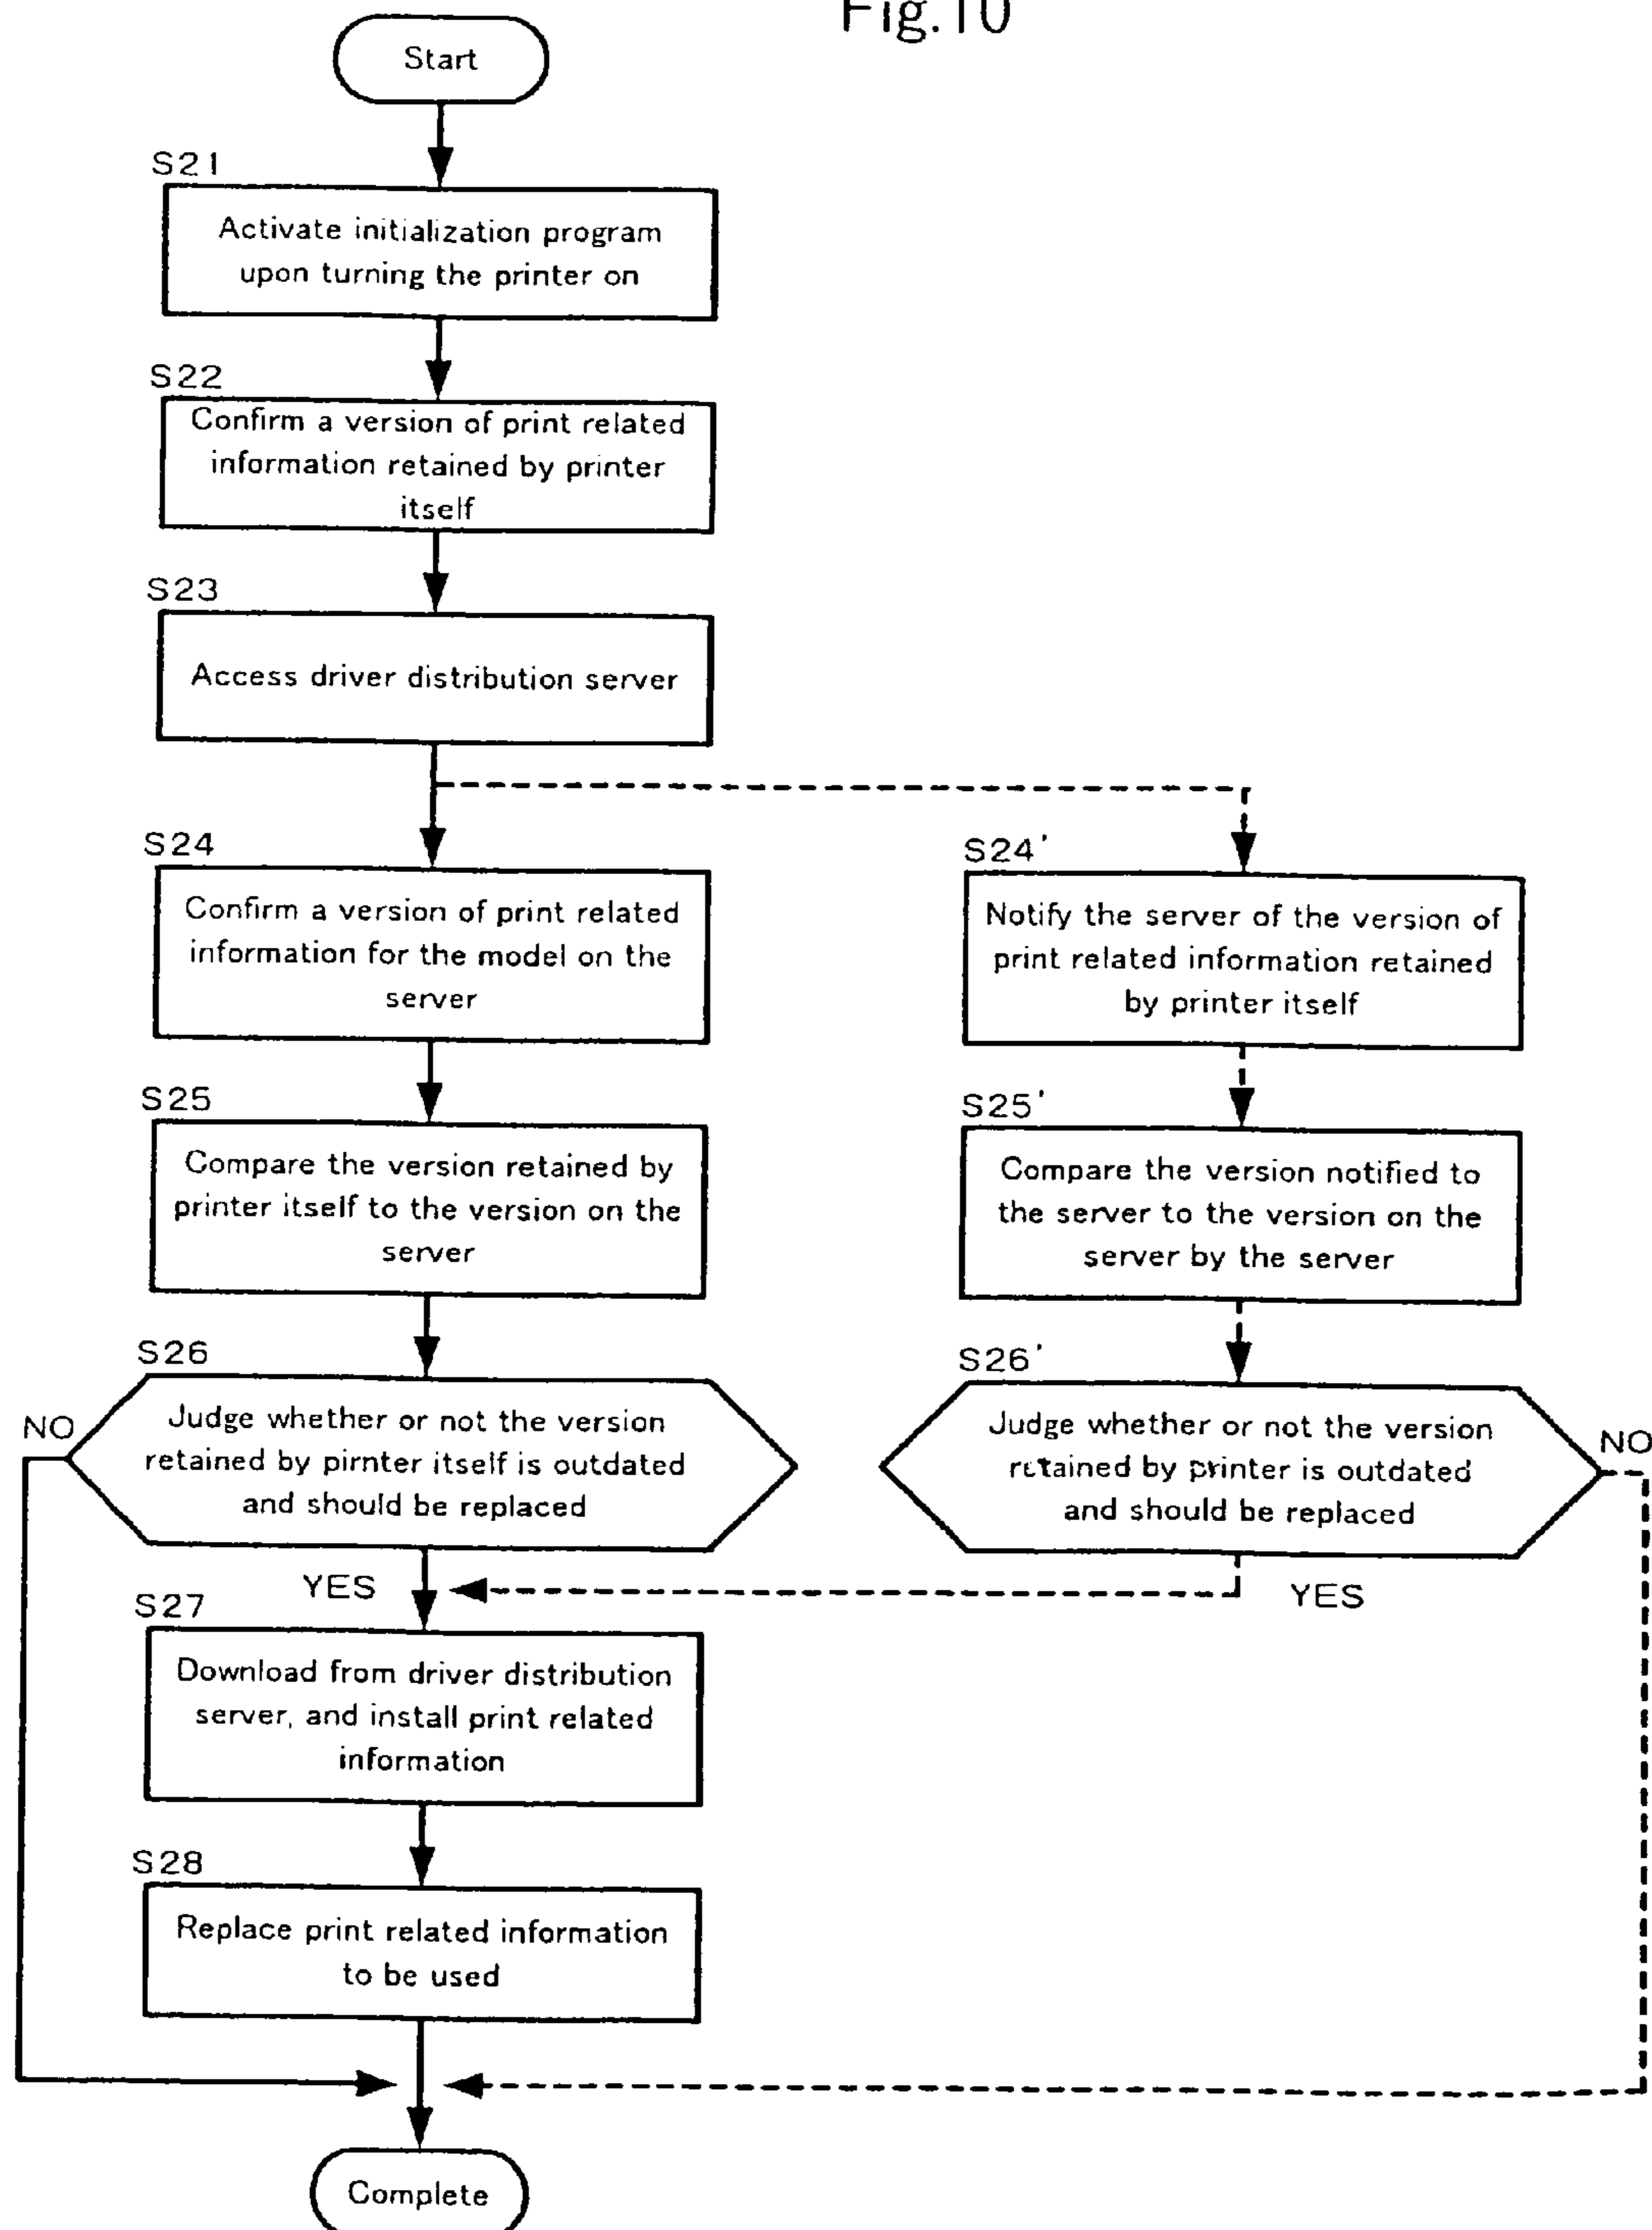 Fig.10
Start
S21
Activate initialization program
upon turning the printer on
S22
Confirm a version of print related
information retained by printer
itself
S23
Access driver distribution server
S24
Confirm a version of print related
information for the model on the
server
S24'
Notify the server of the version of
print related information retained
by printer itself
S25
Compare the version retained by
printer itself to the version on the
server
S25'
Compare the version notified to
the server to the version on the
server by the server
S26
NO
Judge whether or not the version
retained by pirnter itself is outdated
and should be replaced
YES
S26'
Judge whether or not the version
retained by printer is outdated
and should be replaced
NO
YES
S27
Download from driver distribution
server, and install print related
information
S28
Replace print related information
to be used
Complete